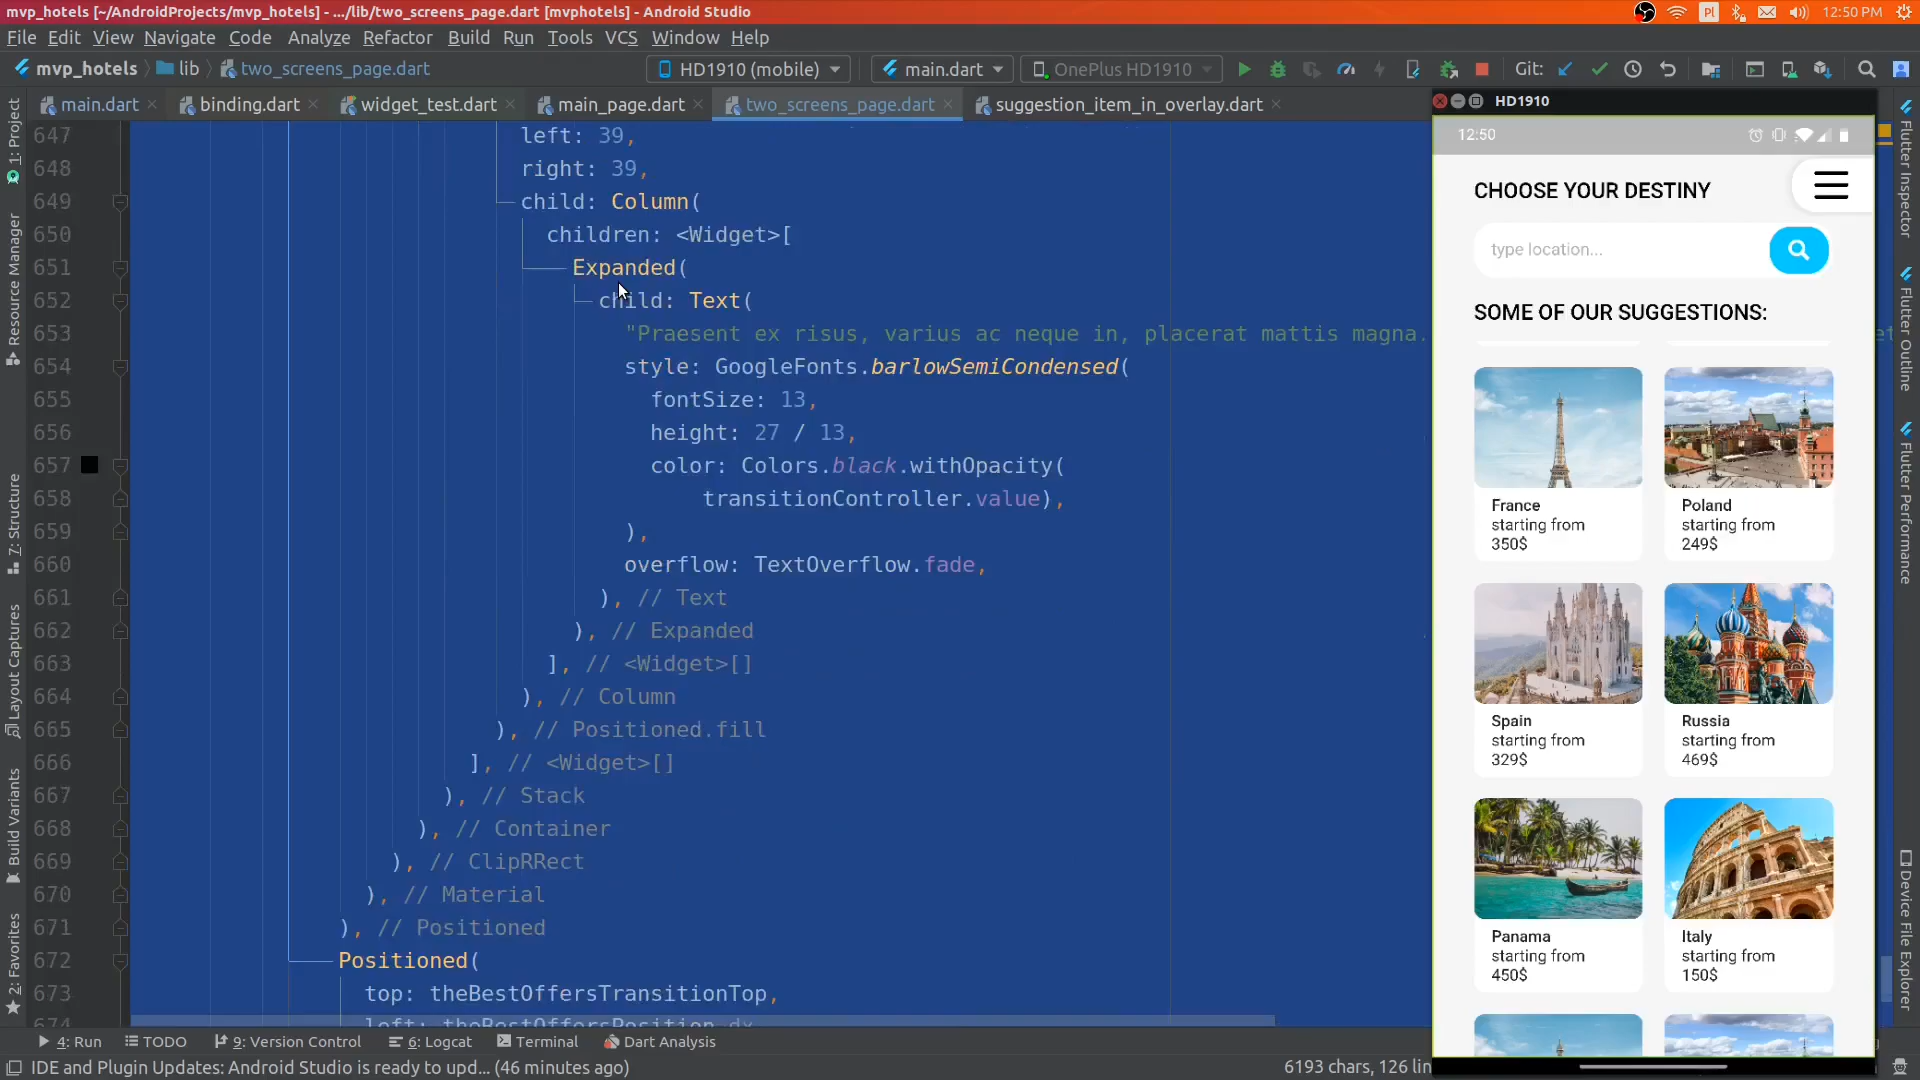 mvp_hotels [~/AndroidProjects/mvp_hotels] - .../lib/two_screens_page.dart [mvphotels] - Android Studio
Pl
12:50 PM
File Edit View Navigate Code Analyze Refactor Build Run Tools VCS Window Help
mvp_hotels lib two_screens_page.dart HD1910 (mobile) main.dart OnePlus HD1910 Git:
main.dart binding.dart widget_test.dart main_page.dart two_screens_page.dart suggestion_item_in_overlay.dart
1: Project
Resource Manager
7: Structure
Layout Captures
Build Variants
2: Favorites
647 left: 39,
648 right: 39,
649 child: Column(
650 children: <Widget>[
651 Expanded(
652 child: Text(
653 "Praesent ex risus, varius ac neque in, placerat mattis magna.
654 style: GoogleFonts.barlowSemiCondensed(
655 fontSize: 13,
656 height: 27 / 13,
657 color: Colors.black.withOpacity(
658 transitionController.value),
659 ),
660 overflow: TextOverflow.fade,
661 ), // Text
662 ), // Expanded
663 ], // <Widget>[]
664 ), // Column
665 ), // Positioned.fill
666 ], // <Widget>[]
667 ), // Stack
668 ), // Container
669 ), // ClipRRect
670 ), // Material
671 ), // Positioned
672 Positioned(
673 top: theBestOffersTransitionTop,
674 left: theBestOffersPosition.dx,
HD1910
12:50
CHOOSE YOUR DESTINY
type location...
SOME OF OUR SUGGESTIONS:
France
starting from
350$
Poland
starting from
249$
Spain
starting from
329$
Russia
starting from
469$
Panama
starting from
450$
Italy
starting from
150$
Flutter Inspector
Flutter Outline
Flutter Performance
Device File Explorer
4: Run TODO 9: Version Control 6: Logcat Terminal Dart Analysis
IDE and Plugin Updates: Android Studio is ready to upd... (46 minutes ago)
6193 chars, 126 lin